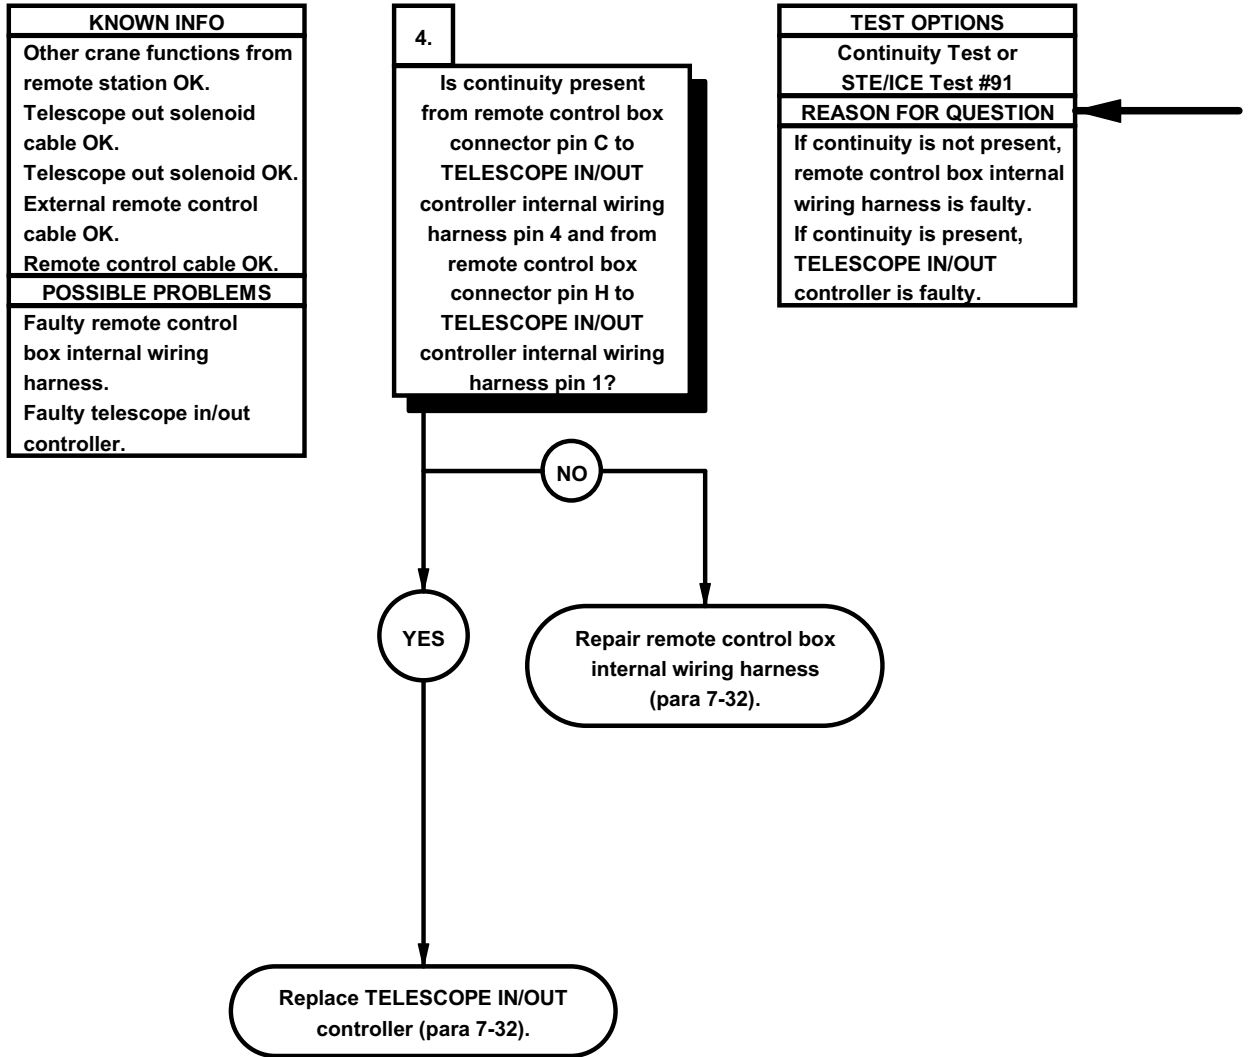 KNOWN INFO
Other crane functions from
remote station OK.
Telescope out solenoid
cable OK.
Telescope out solenoid OK.
External remote control
cable OK.
Remote control cable OK.
POSSIBLE PROBLEMS
Faulty remote control
box internal wiring
harness.
Faulty telescope in/out
controller.
4.
Is continuity present
from remote control box
connector pin C to
TELESCOPE IN/OUT
controller internal wiring
harness pin 4 and from
remote control box
connector pin H to
TELESCOPE IN/OUT
controller internal wiring
harness pin 1?
TEST OPTIONS
Continuity Test or
STE/ICE Test #91
REASON FOR QUESTION
If continuity is not present,
remote control box internal
wiring harness is faulty.
If continuity is present,
TELESCOPE IN/OUT
controller is faulty.
NO
YES
Repair remote control box
internal wiring harness
(para 7-32).
Replace TELESCOPE IN/OUT
controller (para 7-32).